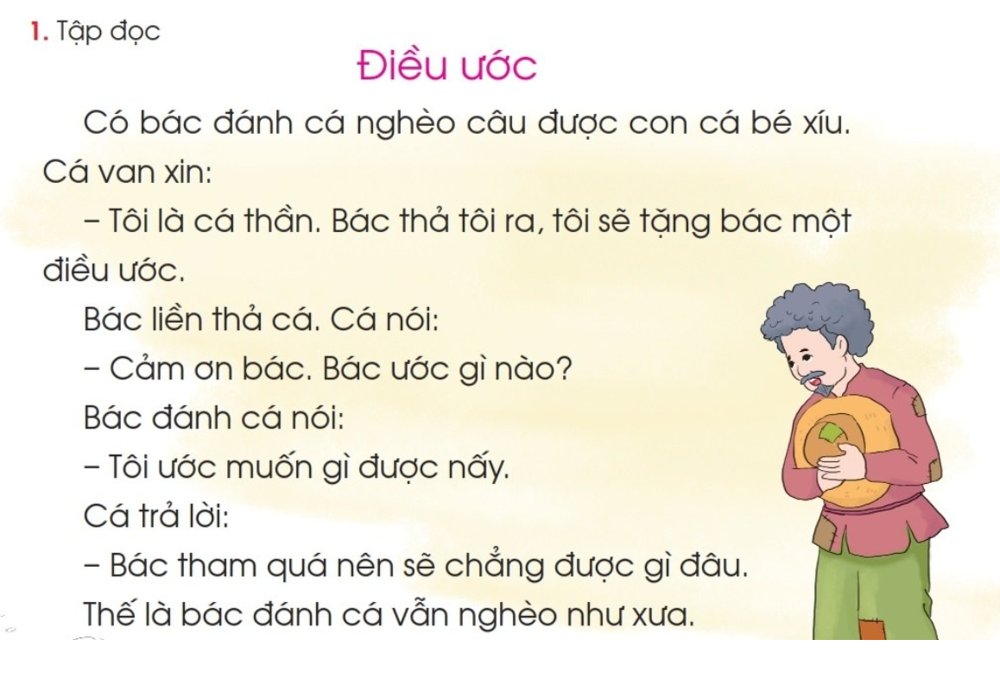 1. Tập đọc
Điều ước
Có bác đánh cá nghèo câu được con cá bé xíu.
Cá van xin:
– Tôi là cá thần. Bác thả tôi ra, tôi sẽ tặng bác một
điều ước.
Bác liền thả cá. Cá nói:
– Cảm ơn bác. Bác ước gì nào?
Bác đánh cá nói:
– Tôi ước muốn gì được nấy.
Cá trả lời:
– Bác tham quá nên sẽ chẳng được gì đâu.
Thế là bác đánh cá vẫn nghèo như xưa.